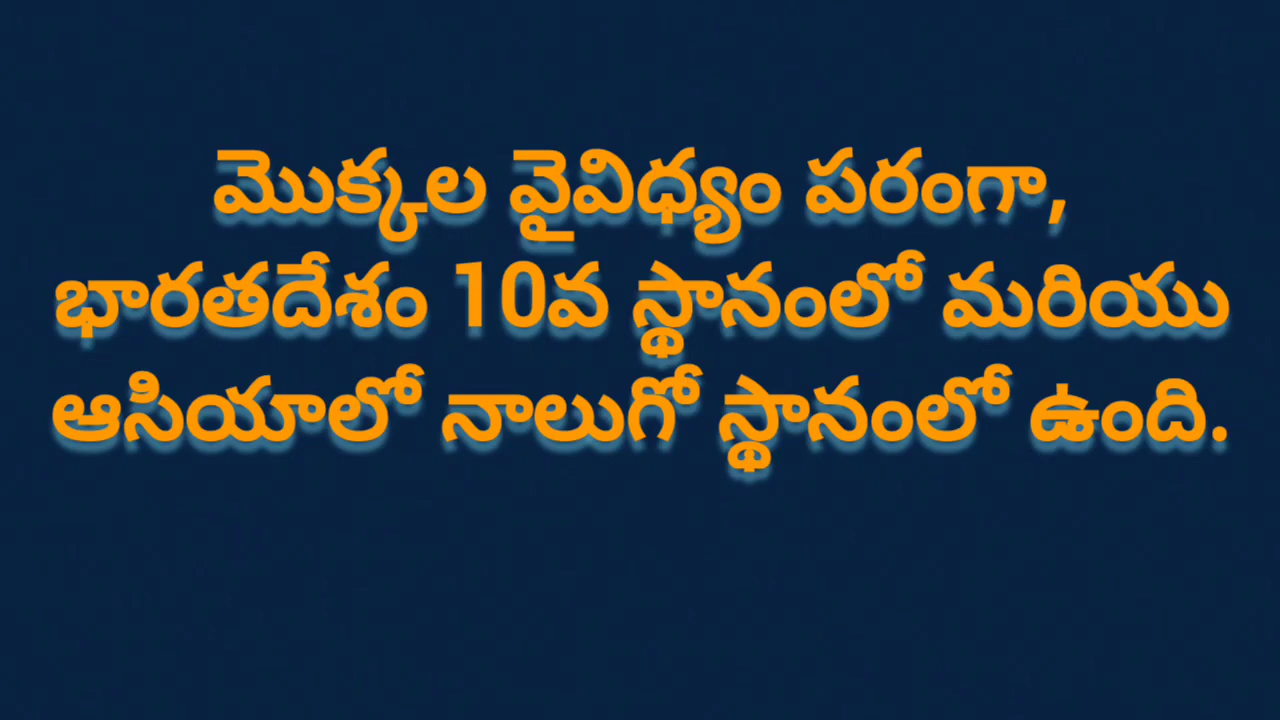 మొక్కల వైవిధ్యం పరంగా,
భారతదేశం 10వ స్థానంలో మరియు
ఆసియాలో నాలుగో స్థానంలో ఉంది.